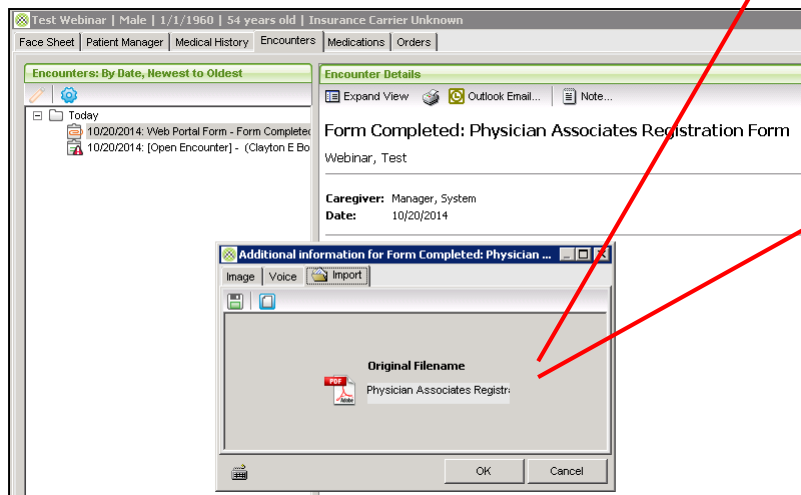 Test Webinar | Male | 1/1/1960 | 54 years old | Insurance Carrier Unknown
Face Sheet Patient Manager Medical History Encounters Medications Orders
Encounters: By Date, Newest to Oldest
Today
10/20/2014: Web Portal Form - Form Completed
10/20/2014: [Open Encounter] - (Clayton E Bo
Encounter Details
Expand View Outlook Email... Note...
Form Completed: Physician Associates Registration Form
Webinar, Test
Caregiver: Manager, System
Date: 10/20/2014
Additional information for Form Completed: Physician ...
Image Voice Import
Original Filename
PDF Adobe Physician Associates Registr
OK Cancel